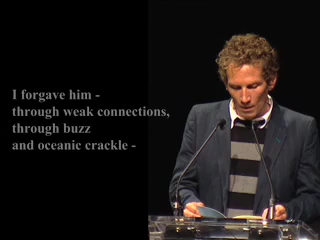 I forgave him -
through weak connections,
through buzz
and oceanic crackle -